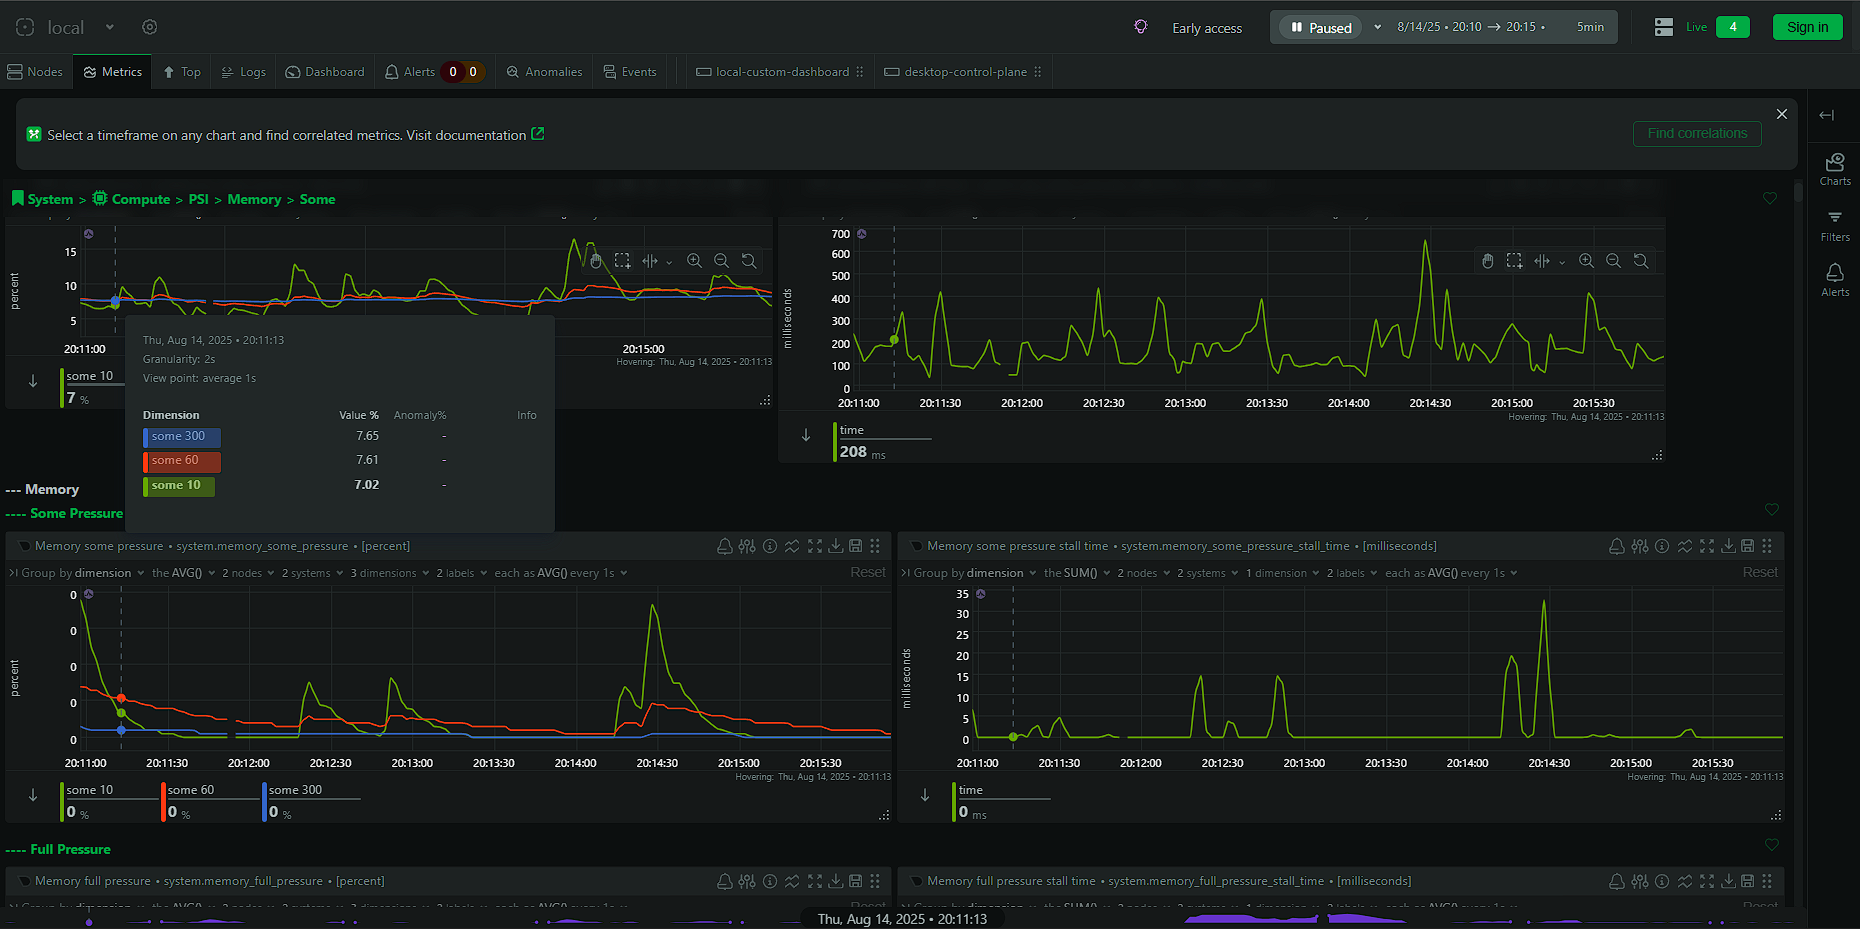 local
Early access
Paused
8/14/25 • 20:10 → 20:15 •
5min
Live
4
Sign in
Nodes
Metrics
Top
Logs
Dashboard
Alerts 0 0
Anomalies
Events
local-custom-dashboard
desktop-control-plane
Select a timeframe on any chart and find correlated metrics. Visit documentation
Find correlations
Charts
Filters
Alerts
System > Compute > PSI > Memory > Some
percent
15
10
5
20:11:00
20:15:00
Hovering: Thu, Aug 14, 2025 • 20:11:13
some 10
7 %
Thu, Aug 14, 2025 • 20:11:13
Granularity: 2s
View point: average 1s
Dimension Value % Anomaly% Info
some 300 7.65 -
some 60 7.61 -
some 10 7.02 -
milliseconds
700
600
500
400
300
200
100
0
20:11:00 20:11:30 20:12:00 20:12:30 20:13:00 20:13:30 20:14:00 20:14:30 20:15:00 20:15:30
Hovering: Thu, Aug 14, 2025 • 20:11:13
time
208 ms
--- Memory
---- Some Pressure
Memory some pressure • system.memory_some_pressure • [percent]
Group by dimension the AVG() 2 nodes 2 systems 3 dimensions 2 labels each as AVG() every 1s
Reset
percent
0
0
0
0
0
20:11:00 20:11:30 20:12:00 20:12:30 20:13:00 20:13:30 20:14:00 20:14:30 20:15:00 20:15:30
Hovering: Thu, Aug 14, 2025 • 20:11:13
some 10 some 60 some 300
0 % 0 % 0 %
Memory some pressure stall time • system.memory_some_pressure_stall_time • [milliseconds]
Group by dimension the SUM() 2 nodes 2 systems 1 dimension 2 labels each as AVG() every 1s
Reset
milliseconds
35
30
25
20
15
10
5
0
20:11:00 20:11:30 20:12:00 20:12:30 20:13:00 20:13:30 20:14:00 20:14:30 20:15:00 20:15:30
Hovering: Thu, Aug 14, 2025 • 20:11:13
time
0 ms
---- Full Pressure
Memory full pressure • system.memory_full_pressure • [percent]
Memory full pressure stall time • system.memory_full_pressure_stall_time • [milliseconds]
Thu, Aug 14, 2025 • 20:11:13